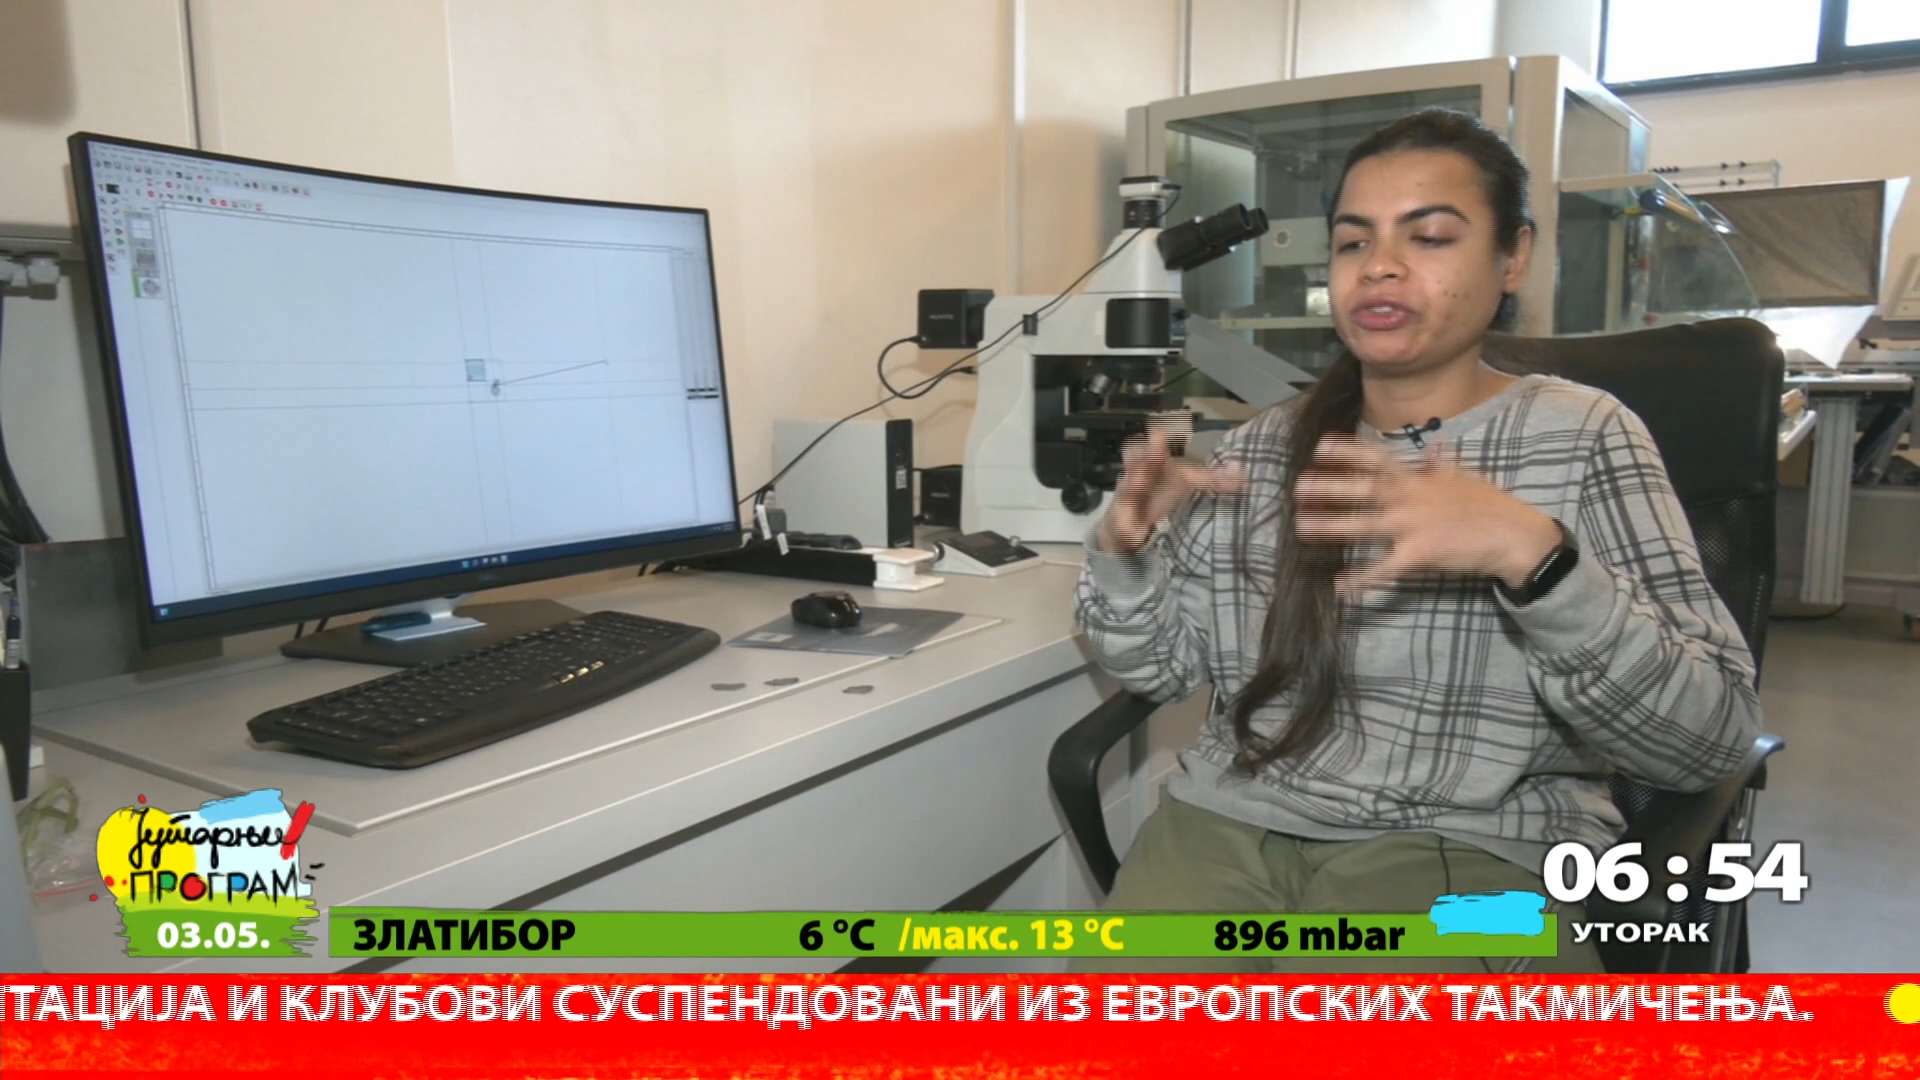 Јутарњи
ПРОГРАМ
03.05.
ЗЛАТИБОР 6 °C /макс. 13 °C 896 mbar
06:54
УТОРАК
ТАЦИЈА И КЛУБОВИ СУСПЕНДОВАНИ ИЗ ЕВРОПСКИХ ТАКМИЧЕЊА.